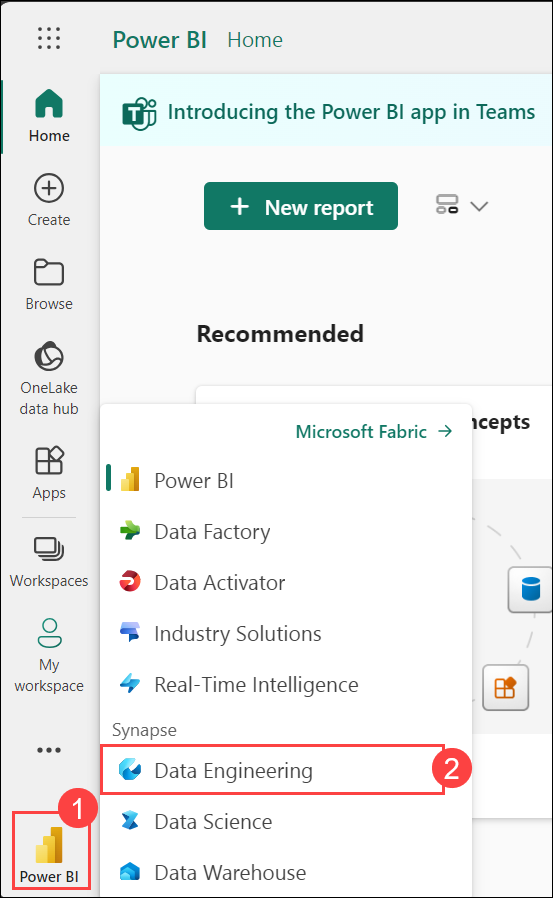 Power BI Home
Introducing the Power BI app in Teams
Home
New report
Create
Browse
Recommended
OneLake
data hub
Microsoft Fabric
Apps
Power BI
Data Factory
Workspaces
Data Activator
Industry Solutions
My
workspace
Real-Time Intelligence
Synapse
Data Engineering
2
1
Data Science
Power BI
Data Warehouse